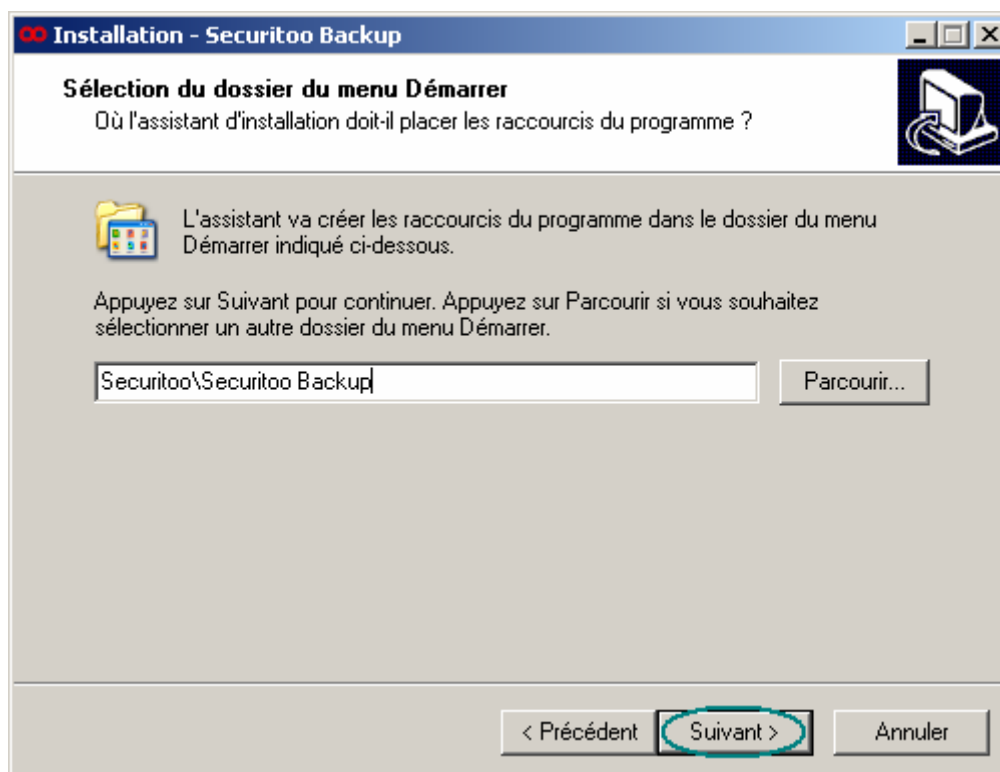 Installation - Securitoo Backup
Sélection du dossier du menu Démarrer
Où l'assistant d'installation doit-il placer les raccourcis du programme ?
L'assistant va créer les raccourcis du programme dans le dossier du menu
Démarrer indiqué ci-dessous.
Appuyez sur Suivant pour continuer. Appuyez sur Parcourir si vous souhaitez
sélectionner un autre dossier du menu Démarrer.
Securitoo\Securitoo Backup
Parcourir...
< Précédent
Suivant >
Annuler